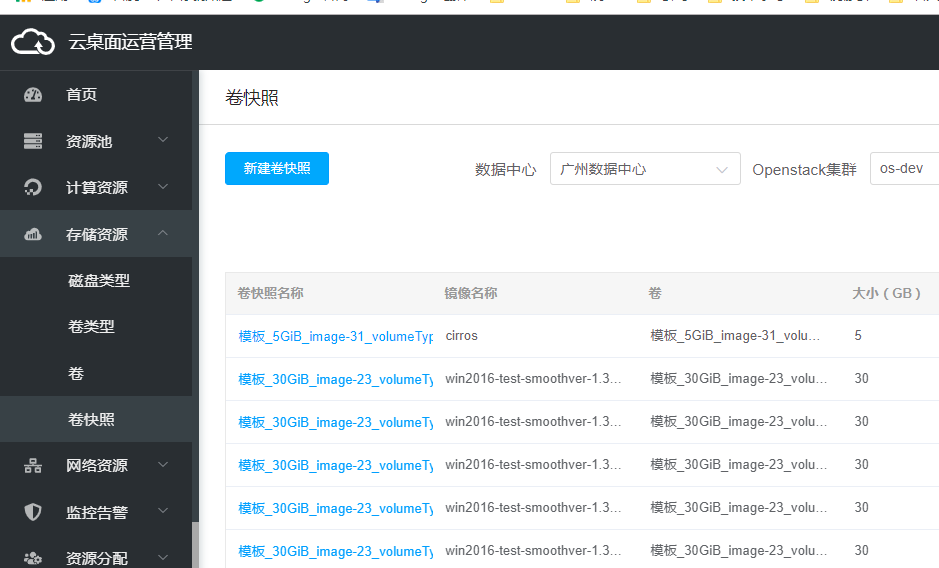 云桌面运营管理
首页
资源池
计算资源
存储资源
磁盘类型
卷类型
卷
卷快照
网络资源
监控告警
资源分配
卷快照
新建卷快照 数据中心 广州数据中心 Openstack集群 os-dev
卷快照名称 镜像名称 卷 大小（GB）
模板_5GiB_image-31_volumeTyp cirros 模板_5GiB_image-31_volu... 5
模板_30GiB_image-23_volumeTy win2016-test-smoothver-1.3... 模板_30GiB_image-23_volu... 30
模板_30GiB_image-23_volumeTy win2016-test-smoothver-1.3... 模板_30GiB_image-23_volu... 30
模板_30GiB_image-23_volumeTy win2016-test-smoothver-1.3... 模板_30GiB_image-23_volu... 30
模板_30GiB_image-23_volumeTy win2016-test-smoothver-1.3... 模板_30GiB_image-23_volu... 30
模板_30GiB_image-23_volumeTy win2016-test-smoothver-1.3... 模板_30GiB_image-23_volu... 30